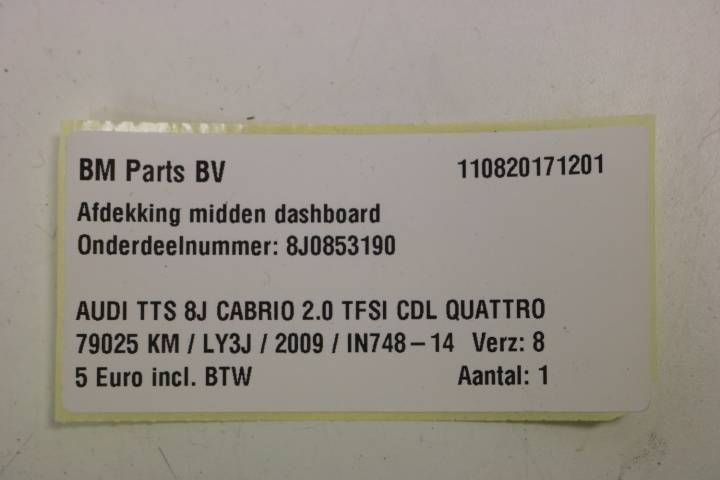 BM Parts BV 110820171201
Afdekking midden dashboard
Onderdeelnummer: 8J0853190
AUDI TTS 8J CABRIO 2.0 TFSI CDL QUATTRO
79025 KM / LY3J / 2009 / IN748-14 Verz: 8
5 Euro incl. BTW Aantal: 1